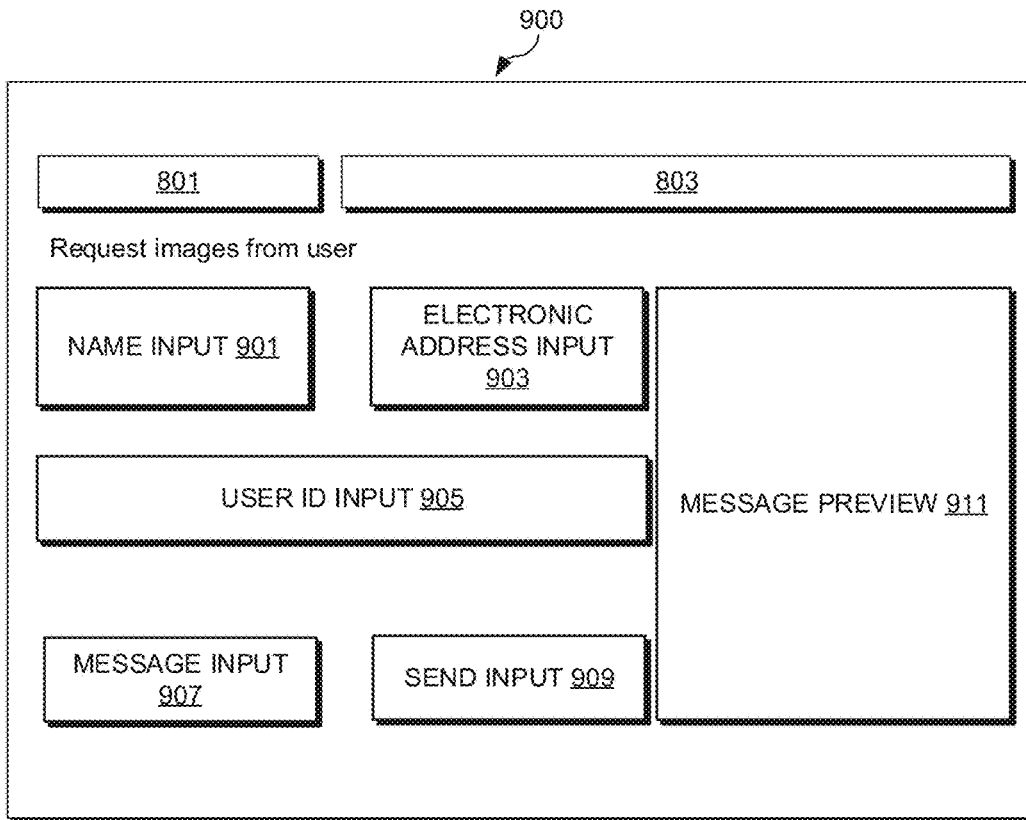 900
801
803
Request images from user
NAME INPUT 901
ELECTRONIC
ADDRESS INPUT
903
USER ID INPUT 905
MESSAGE PREVIEW 911
MESSAGE INPUT
907
SEND INPUT 909